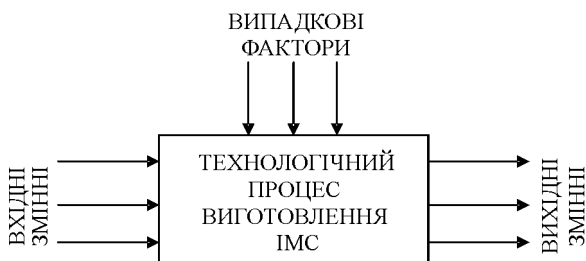 ВИПАДКОВІ
ФАКТОРИ
ВХІДНІ
ЗМІННІ
ТЕХНОЛОГІЧНИЙ
ПРОЦЕС
ВИГОТОВЛЕННЯ
ІМС
ВИХІДНІ
ЗМІННІ